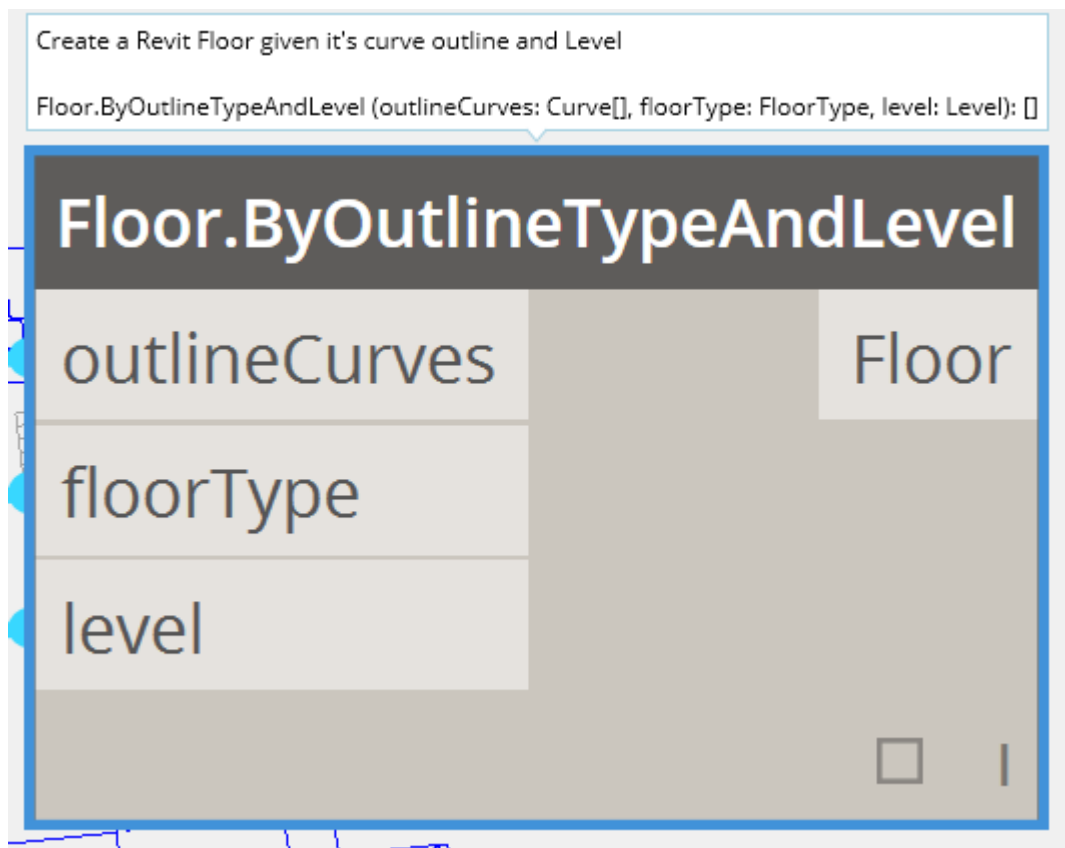 Create a Revit Floor given it's curve outline and Level
Floor.ByOutlineTypeAndLevel (outlineCurves: Curve[], floorType: FloorType, level: Level): []
Floor.ByOutlineTypeAndLevel
outlineCurves
Floor
floorType
level
|